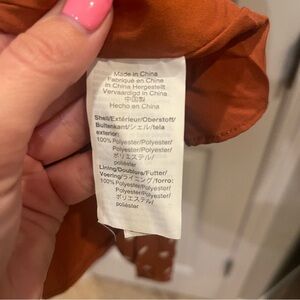 Made in China
Fabriqué en Chine
In China Hergestellt
Vervaardigd in China
中国製
Hecho en China
Shell/Extérieur/Oberstoff/
Buitenkant/シェル/tela
exterior:
100% Polyester/Polyester/
Polyester/Polyester/
ポリエステル/
poliéster
Lining/Doublure/Futter/
Voering/ライニング/forro:
100% Polyester/Polyester/
Polyester/Polyester/
ポリエステル/
poliéster